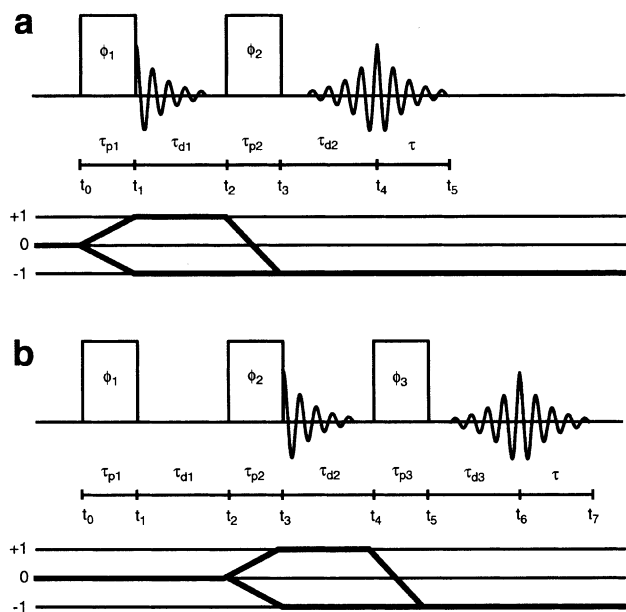 a
ϕ₁ ϕ₂
τp1 τd1 τp2 τd2 τ
t₀ t₁ t₂ t₃ t₄ t₅
+1
0
-1
b
ϕ₁ ϕ₂ ϕ₃
τp1 τd1 τp2 τd2 τp3 τd3 τ
t₀ t₁ t₂ t₃ t₄ t₅ t₆ t₇
+1
0
-1